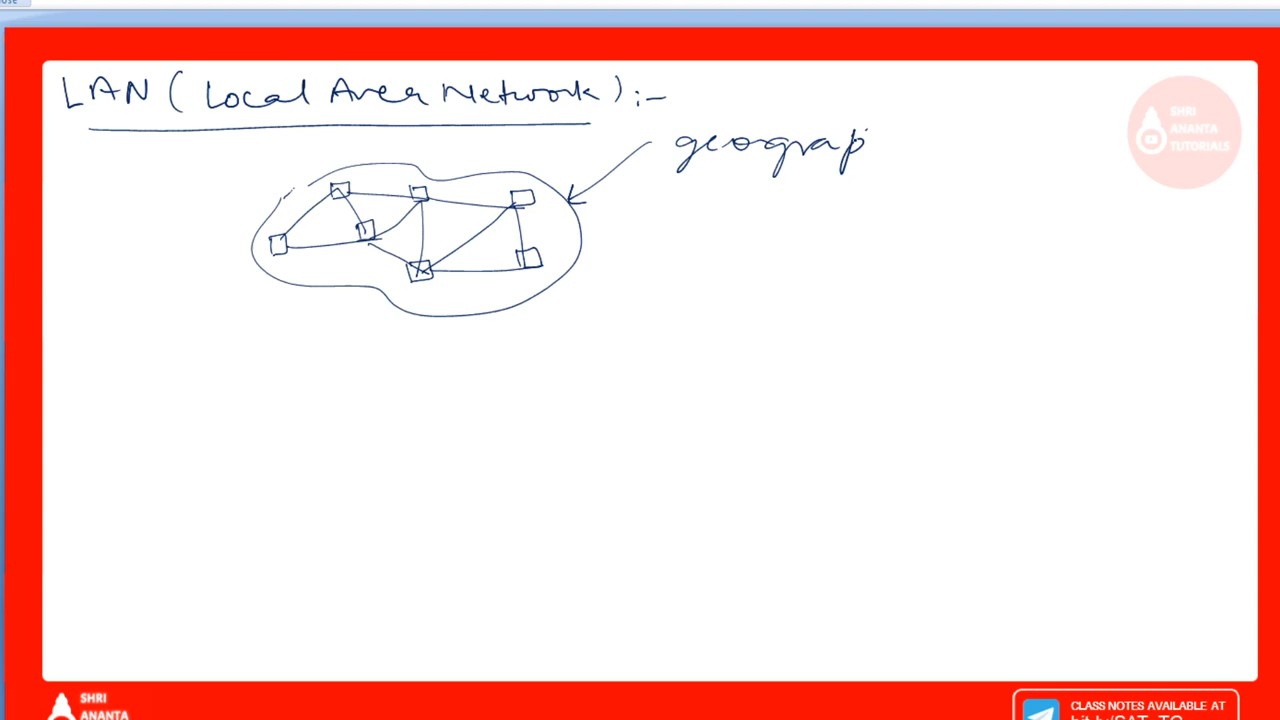 LAN (Local Area Network) :-
geograp
SHRI
ANANTA
TUTORIALS
SHRI
ANANTA
CLASS NOTES AVAILABLE AT